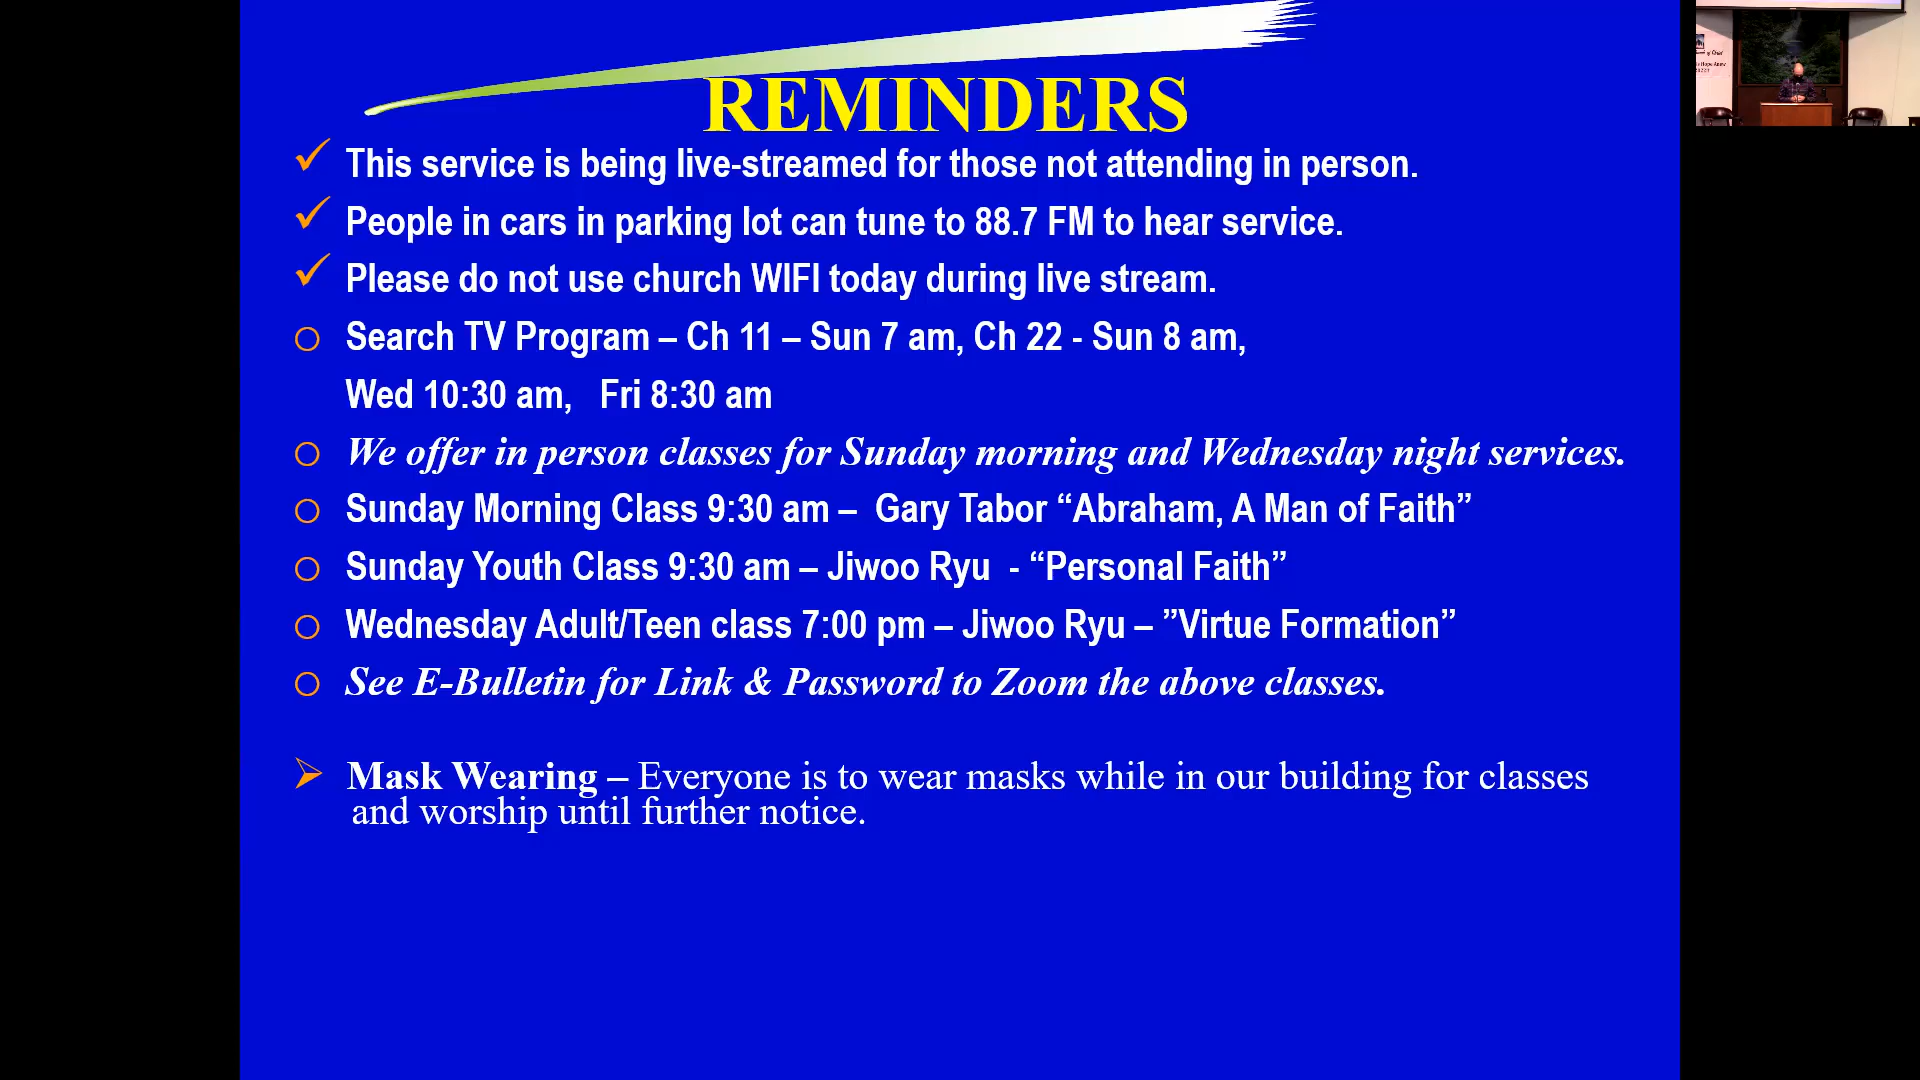 REMINDERS
This service is being live-streamed for those not attending in person.
People in cars in parking lot can tune to 88.7 FM to hear service.
Please do not use church WIFI today during live stream.
Search TV Program – Ch 11 – Sun 7 am, Ch 22 - Sun 8 am,
Wed 10:30 am, Fri 8:30 am
We offer in person classes for Sunday morning and Wednesday night services.
Sunday Morning Class 9:30 am – Gary Tabor “Abraham, A Man of Faith”
Sunday Youth Class 9:30 am – Jiwoo Ryu - “Personal Faith”
Wednesday Adult/Teen class 7:00 pm – Jiwoo Ryu – ”Virtue Formation”
See E-Bulletin for Link & Password to Zoom the above classes.
Mask Wearing – Everyone is to wear masks while in our building for classes
and worship until further notice.